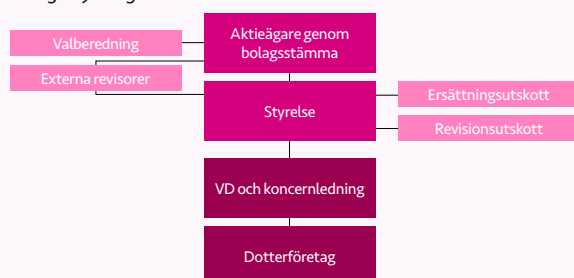 Valberedning
Aktieägare genom
bolagsstämma
Externa revisorer
Styrelse
Ersättningsutskott
Revisionsutskott
VD och koncernledning
Dotterföretag